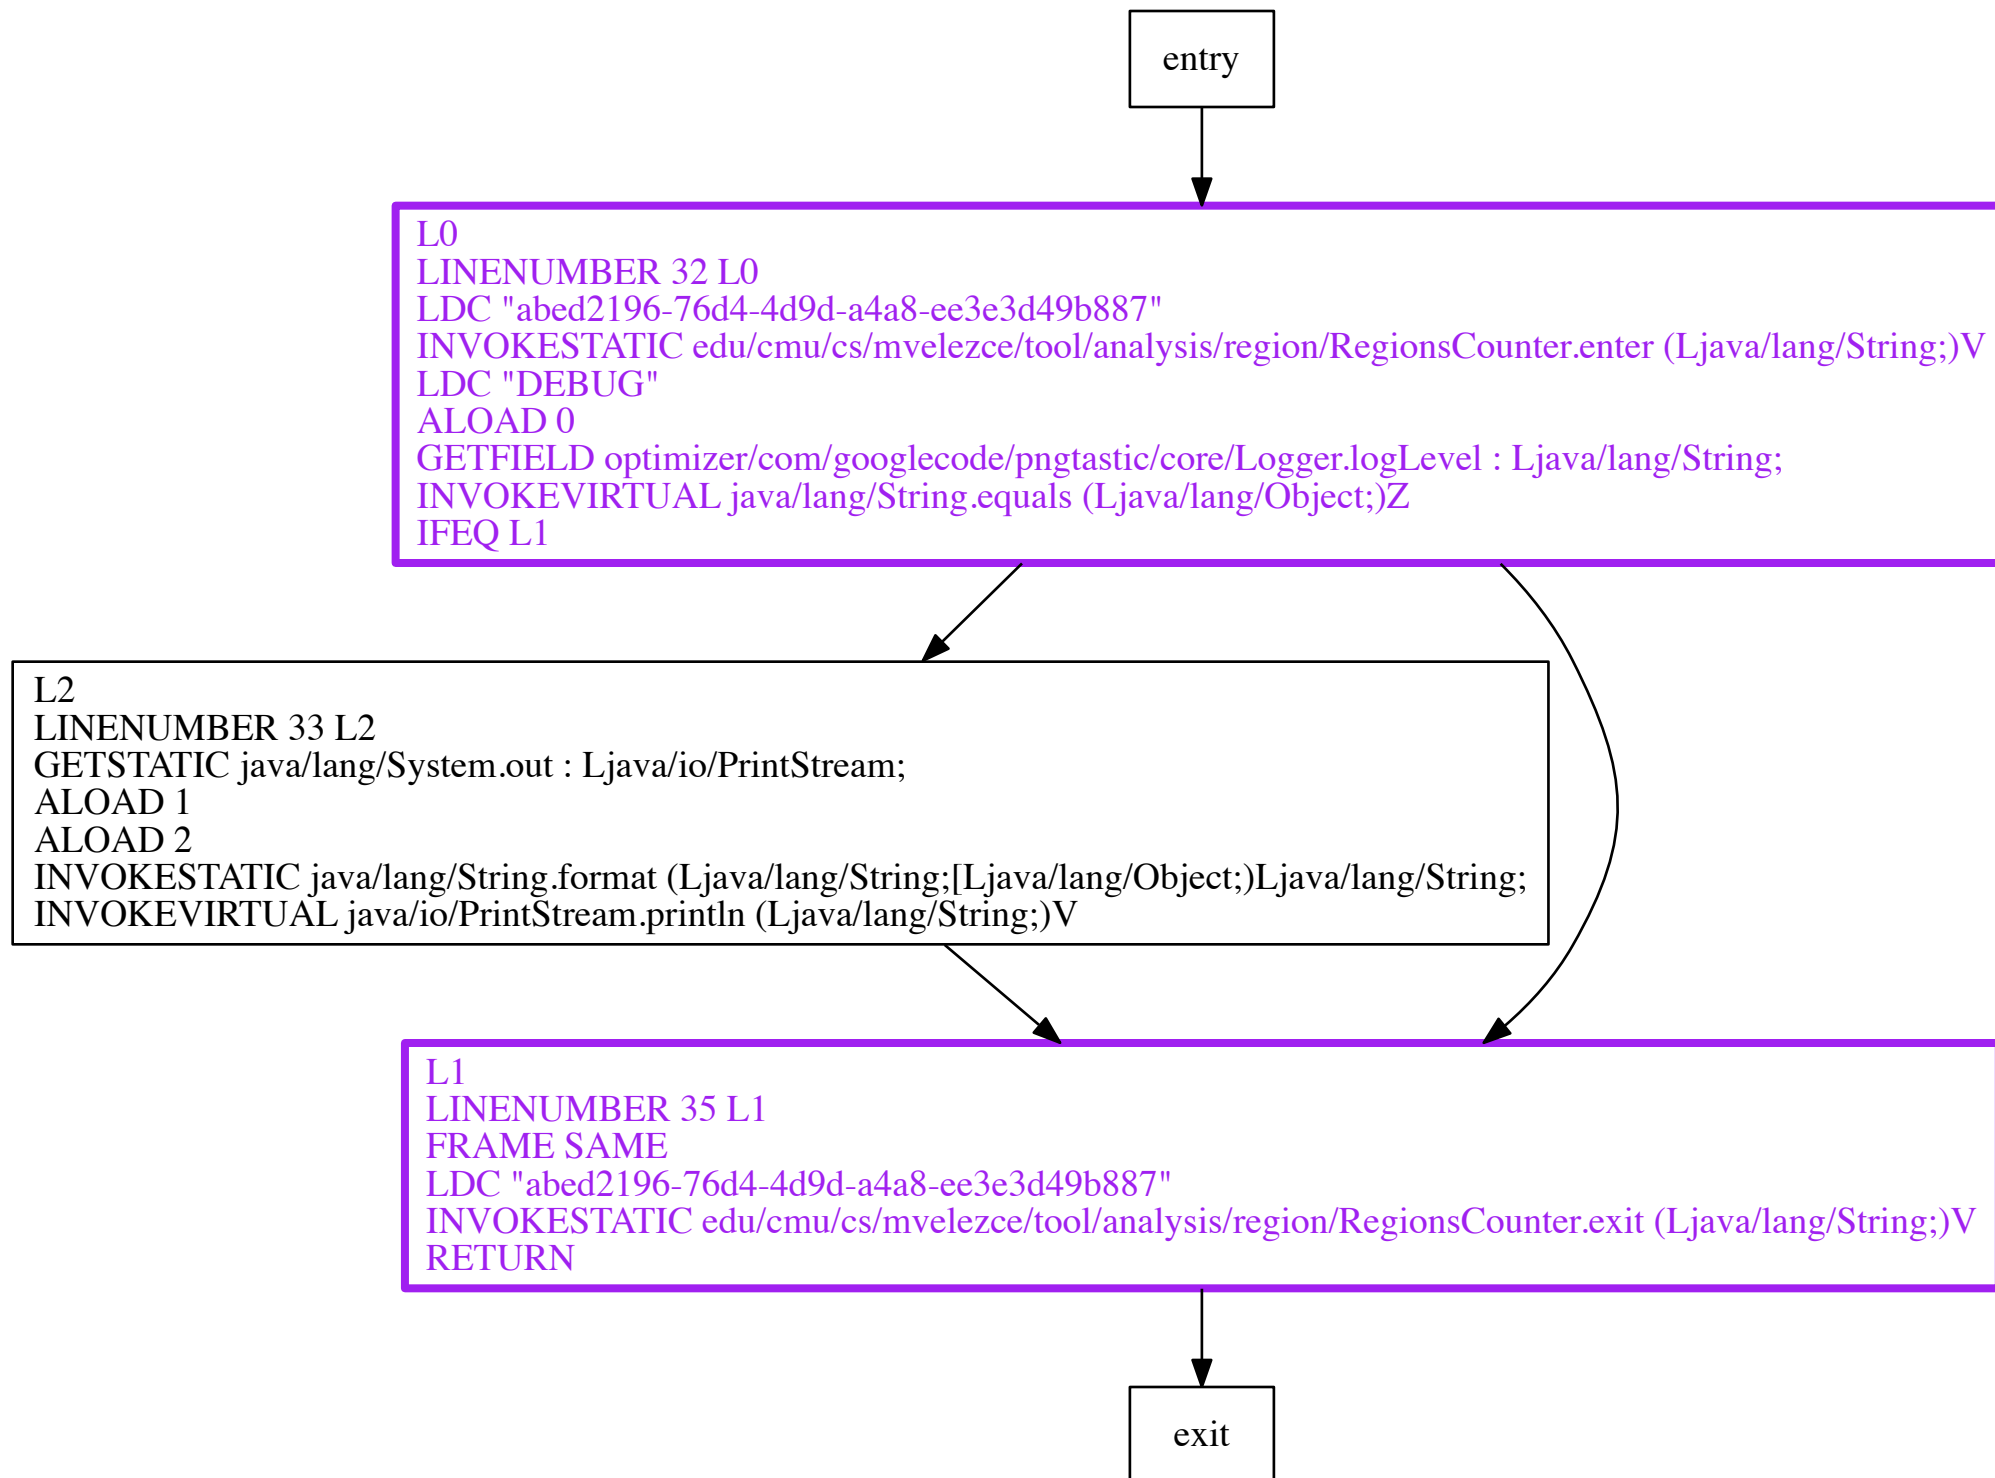 entry
L0
LINENUMBER 32 L0
LDC "abed2196-76d4-4d9d-a4a8-ee3e3d49b887"
INVOKESTATIC edu/cmu/cs/mvelezce/tool/analysis/region/RegionsCounter.enter (Ljava/lang/String;)V
LDC "DEBUG"
ALOAD 0
GETFIELD optimizer/com/googlecode/pngtastic/core/Logger.logLevel : Ljava/lang/String;
INVOKEVIRTUAL java/lang/String.equals (Ljava/lang/Object;)Z
IFEQ L1
L2
LINENUMBER 33 L2
GETSTATIC java/lang/System.out : Ljava/io/PrintStream;
ALOAD 1
ALOAD 2
INVOKESTATIC java/lang/String.format (Ljava/lang/String;[Ljava/lang/Object;)Ljava/lang/String;
INVOKEVIRTUAL java/io/PrintStream.println (Ljava/lang/String;)V
L1
LINENUMBER 35 L1
FRAME SAME
LDC "abed2196-76d4-4d9d-a4a8-ee3e3d49b887"
INVOKESTATIC edu/cmu/cs/mvelezce/tool/analysis/region/RegionsCounter.exit (Ljava/lang/String;)V
RETURN
exit